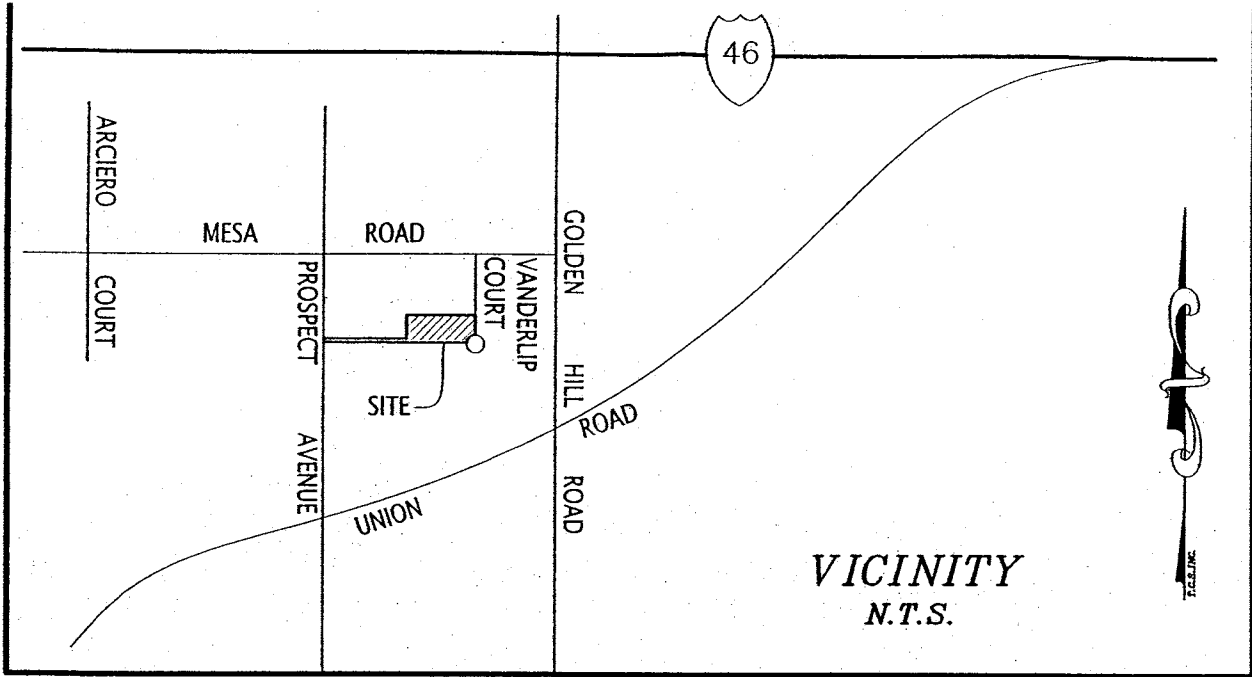 46
ARCIERO
COURT
MESA ROAD
PROSPECT
AVENUE
VANDERLIP
COURT
GOLDEN
HILL
ROAD
SITE
UNION
ROAD
VICINITY
N.T.S.